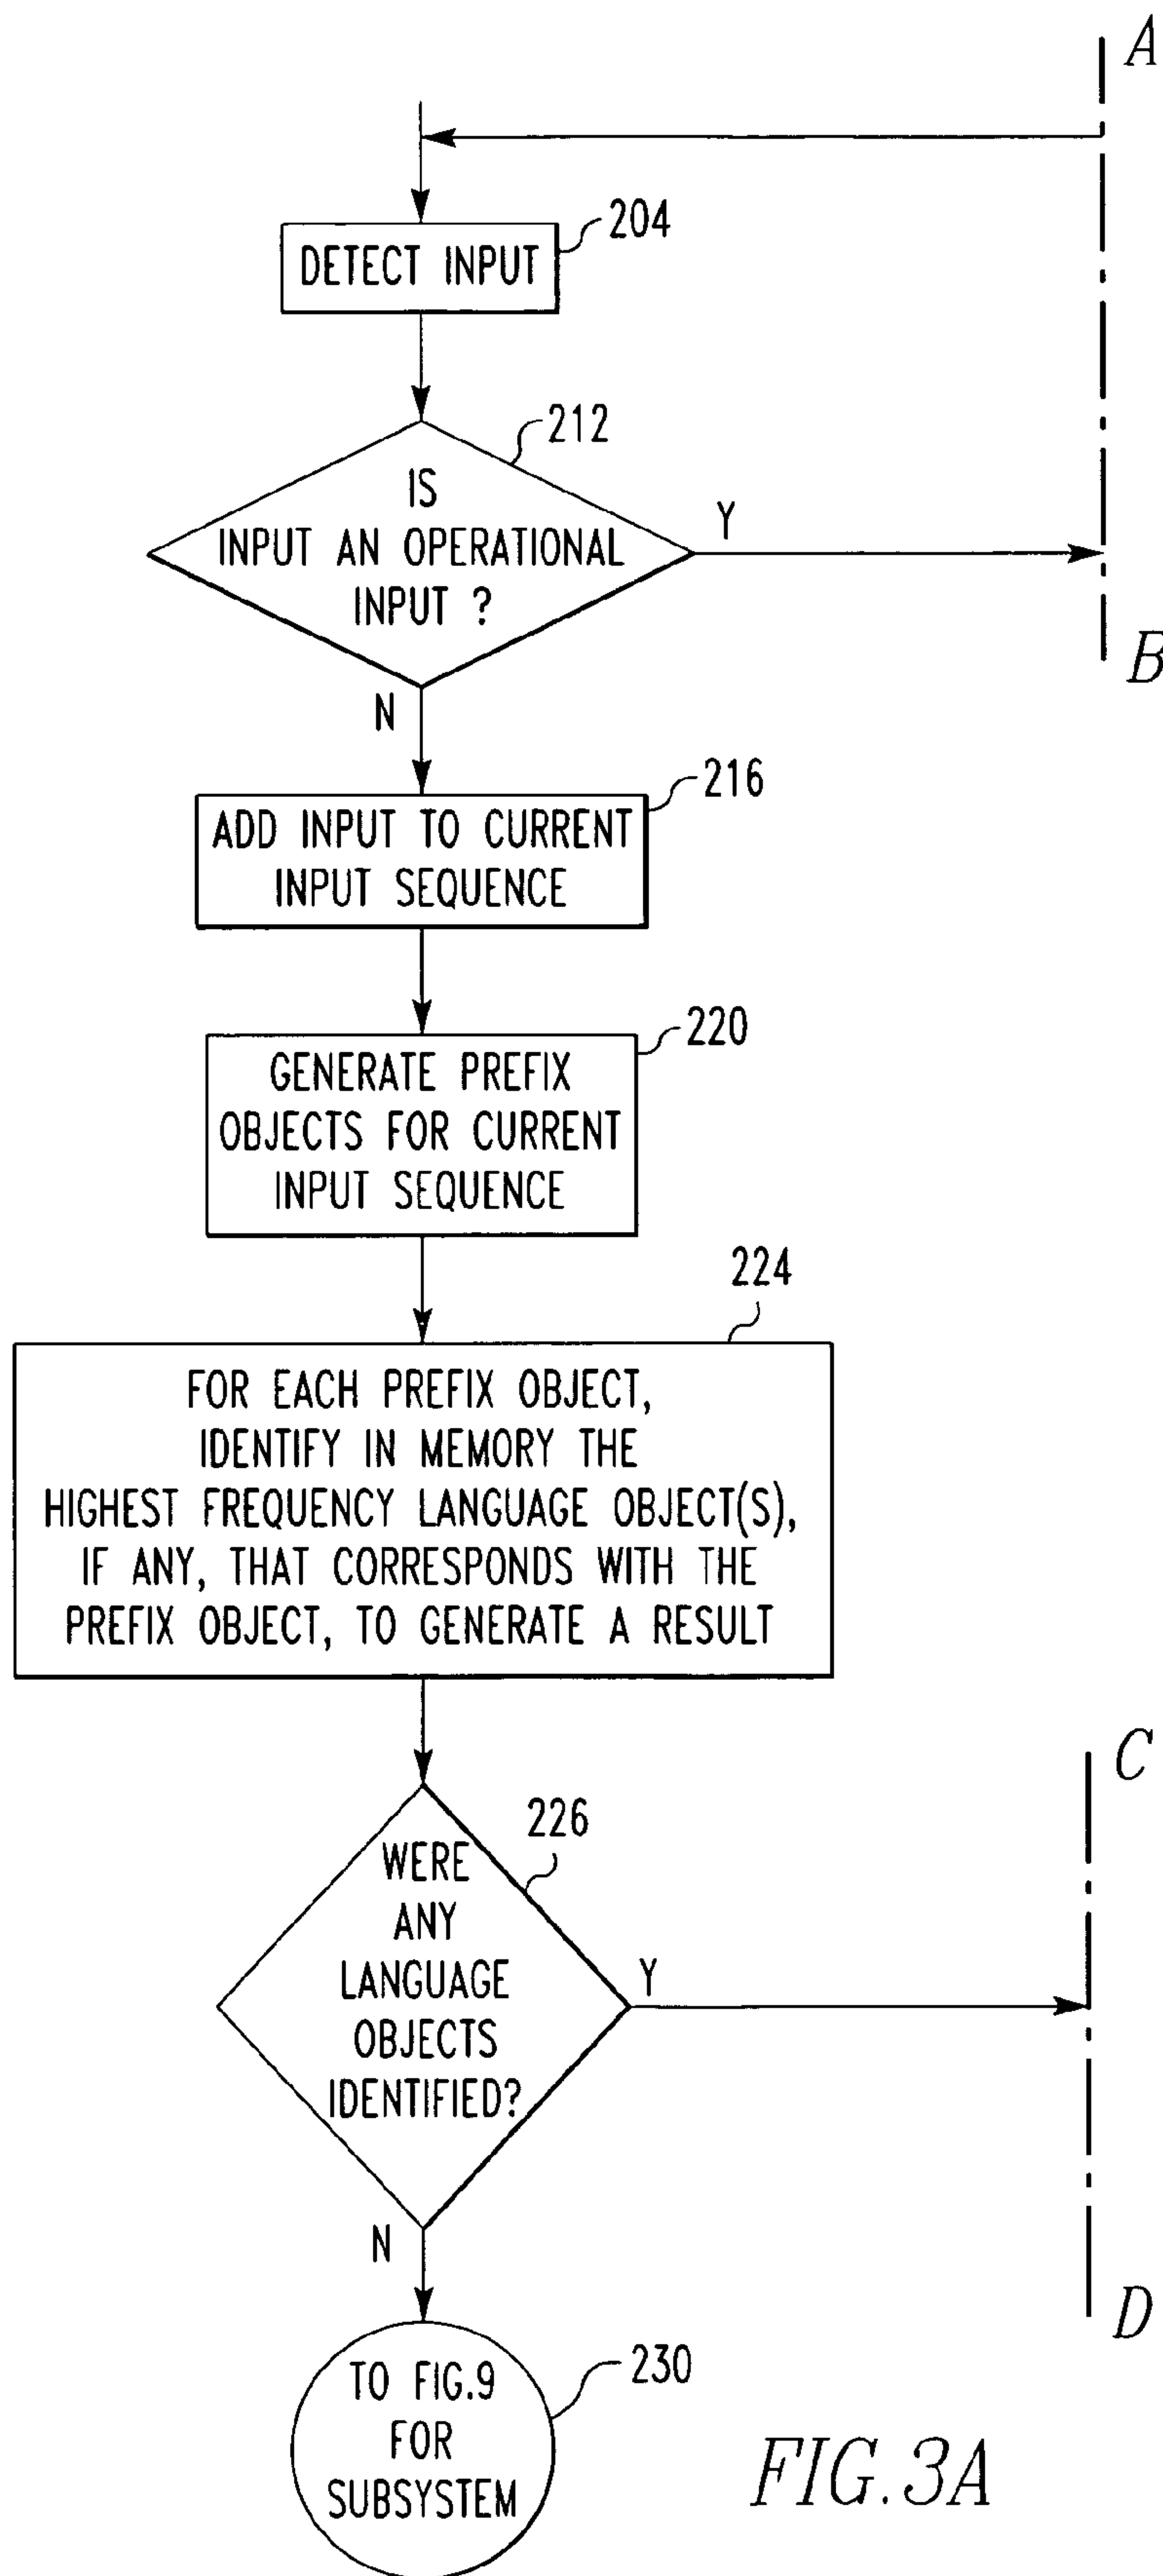 A
204
DETECT INPUT
212
IS
INPUT AN OPERATIONAL
INPUT ?
Y
B
N
216
ADD INPUT TO CURRENT
INPUT SEQUENCE
220
GENERATE PREFIX
OBJECTS FOR CURRENT
INPUT SEQUENCE
224
FOR EACH PREFIX OBJECT,
IDENTIFY IN MEMORY THE
HIGHEST FREQUENCY LANGUAGE OBJECT(S),
IF ANY, THAT CORRESPONDS WITH THE
PREFIX OBJECT, TO GENERATE A RESULT
C
226
WERE
ANY
LANGUAGE
OBJECTS
IDENTIFIED?
Y
N
D
230
TO FIG.9
FOR
SUBSYSTEM
FIG.3A